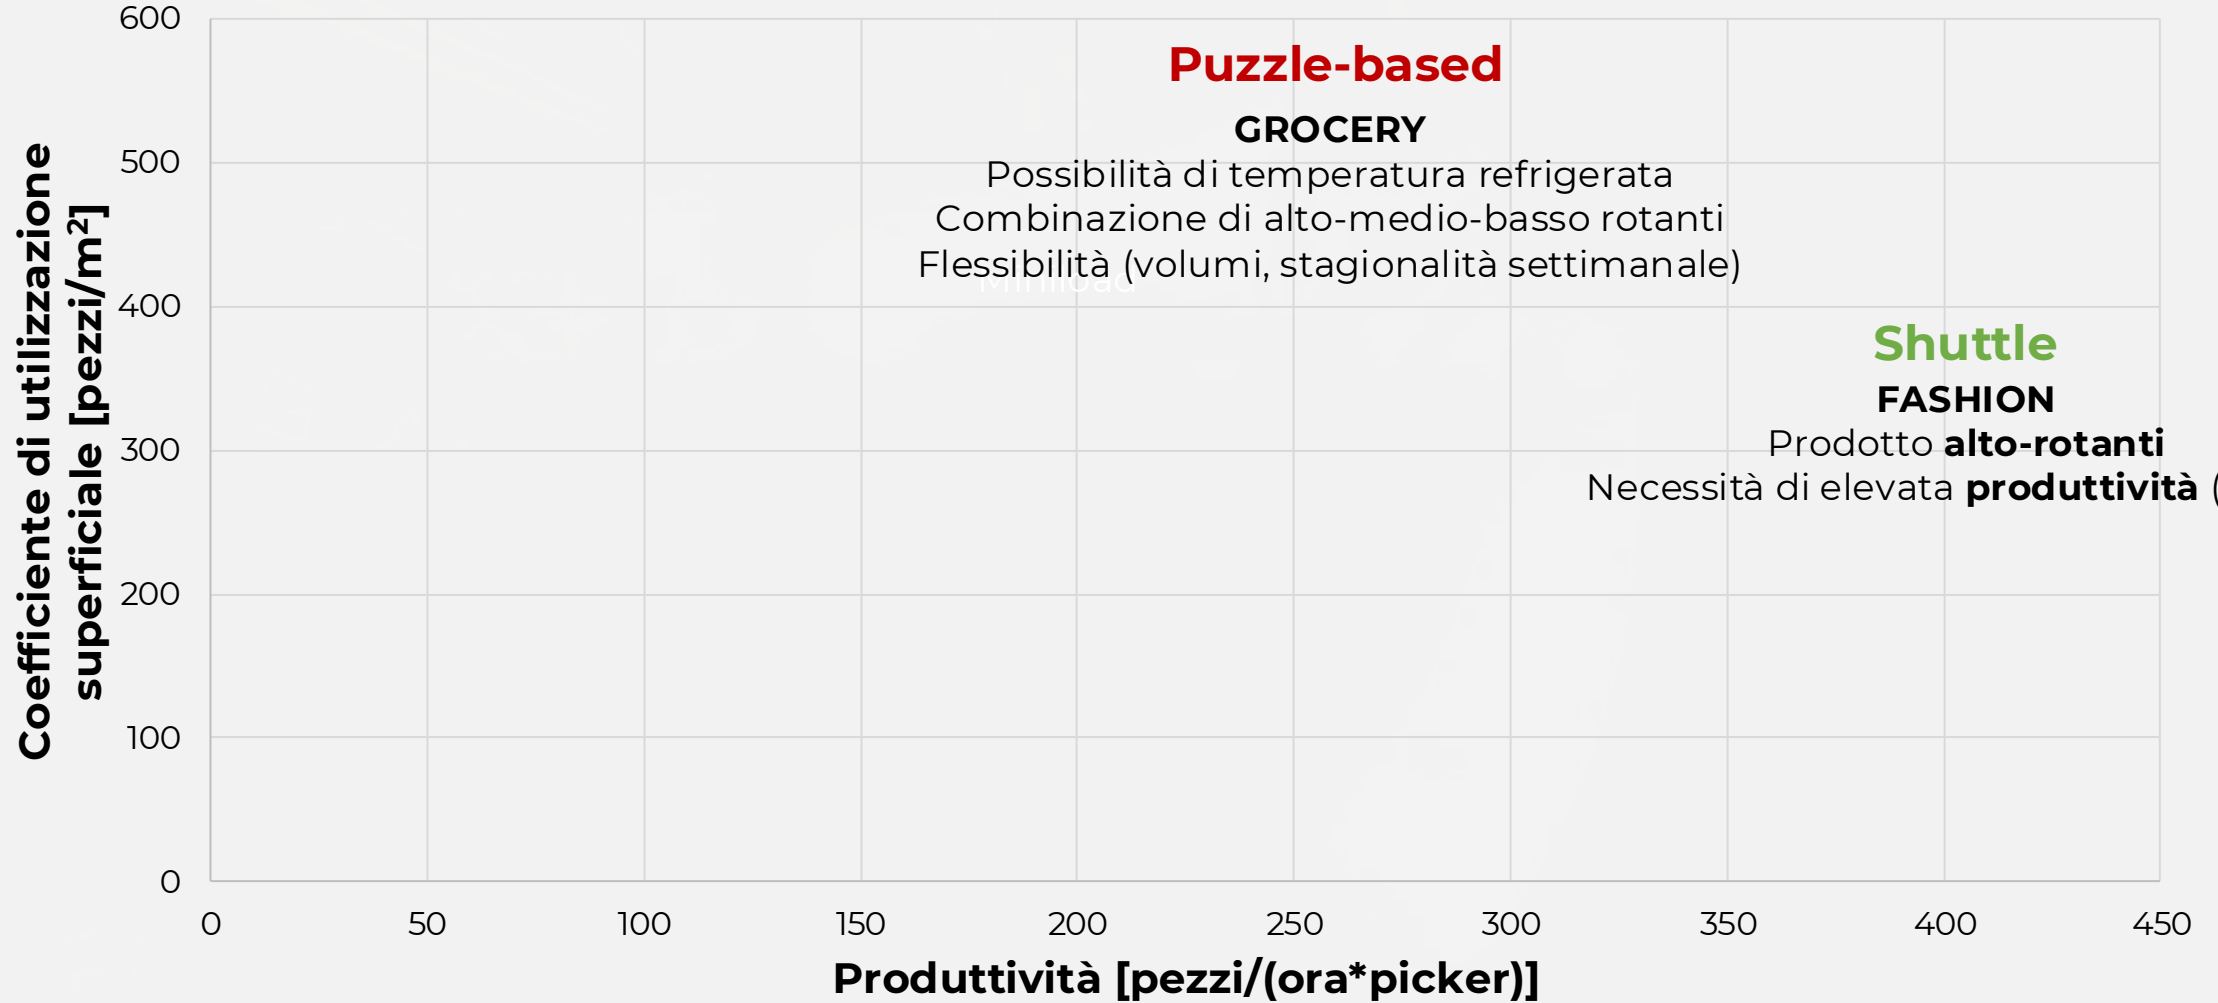 600
500
400
300
200
100
0
Coefficiente di utilizzazione
superficiale [pezzi/m²]
Puzzle-based
GROCERY
Possibilità di temperatura refrigerata
Combinazione di alto-medio-basso rotanti
Flessibilità (volumi, stagionalità settimanale)
Miniload
Shuttle
FASHION
Prodotto alto-rotanti
Necessità di elevata produttività (
0 50 100 150 200 250 300 350 400 450
Produttività [pezzi/(ora*picker)]